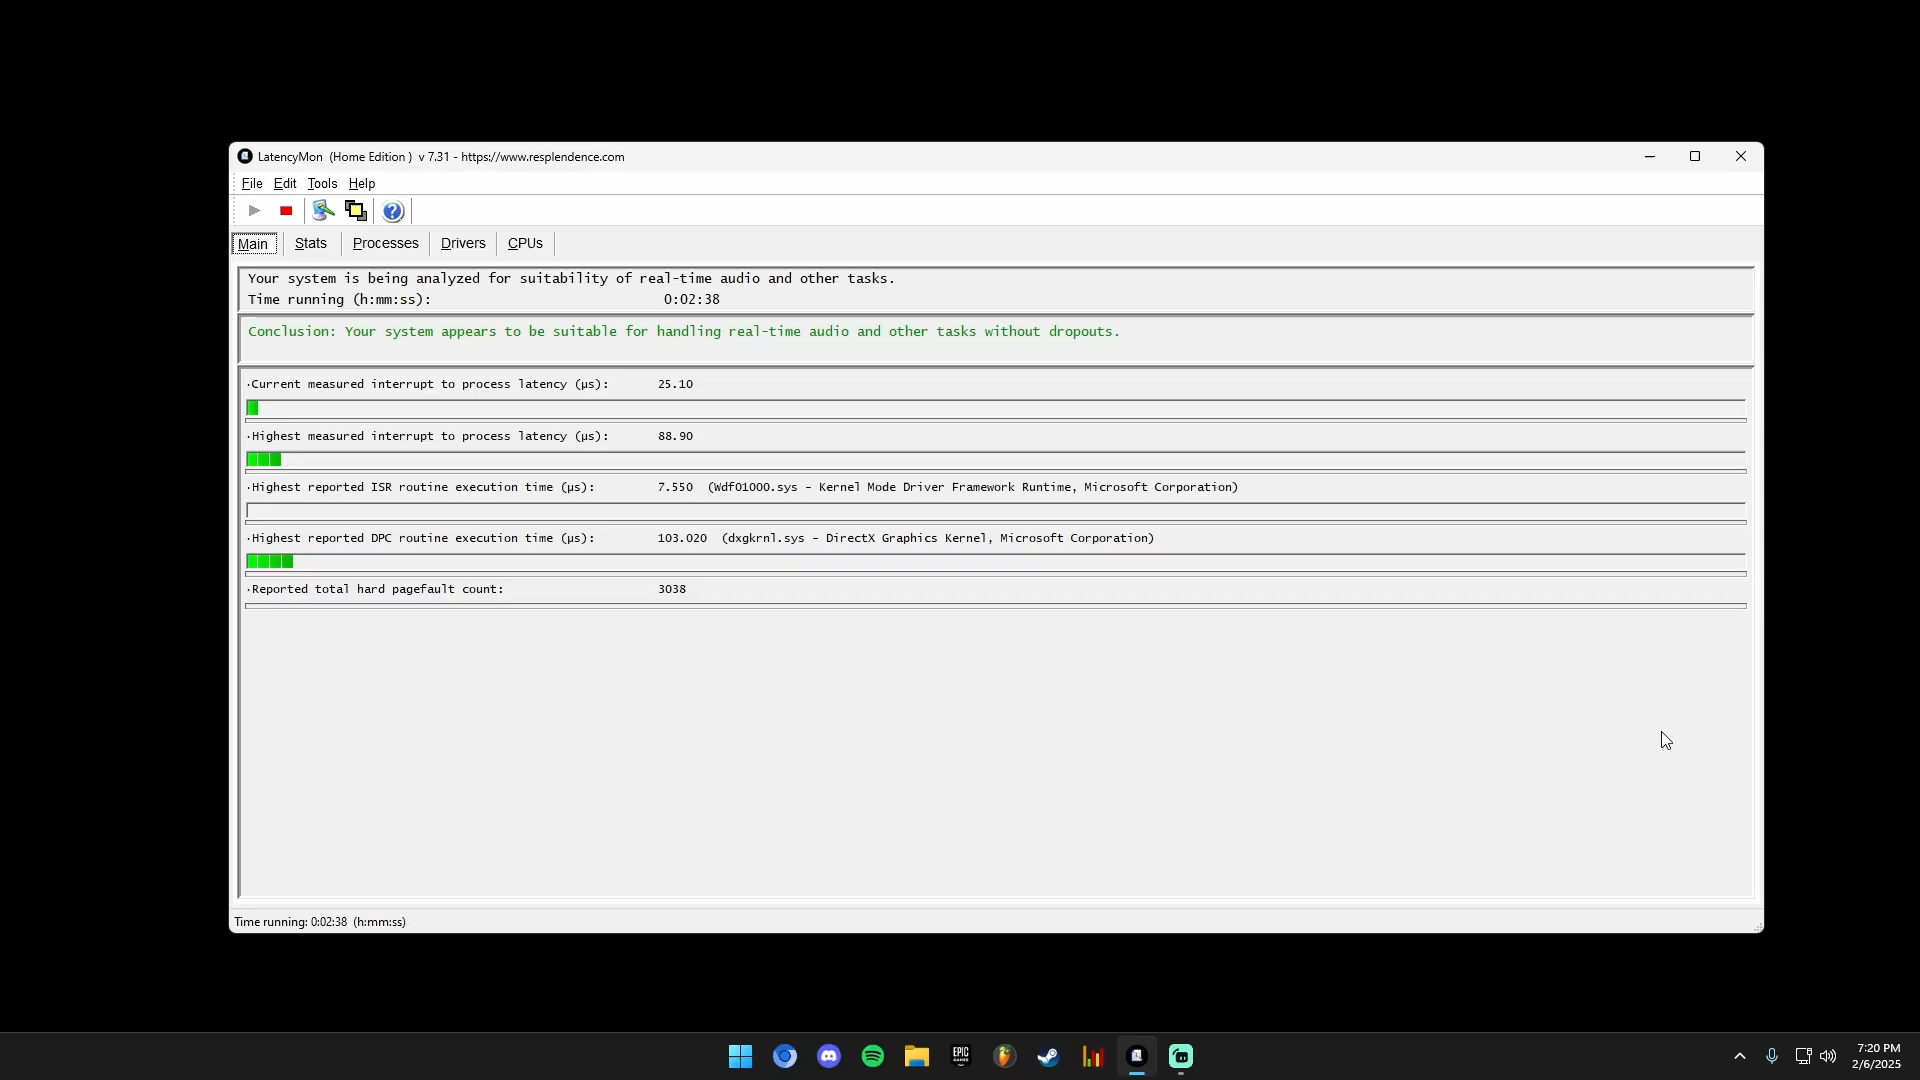 LatencyMon (Home Edition ) v 7.31 - https://www.resplendence.com
File Edit Tools Help
Main Stats Processes Drivers CPUs
Your system is being analyzed for suitability of real-time audio and other tasks.
Time running (h:mm:ss): 0:02:38
Conclusion: Your system appears to be suitable for handling real-time audio and other tasks without dropouts.
·Current measured interrupt to process latency (µs): 25.10
·Highest measured interrupt to process latency (µs): 88.90
·Highest reported ISR routine execution time (µs): 7.550 (Wdf01000.sys - Kernel Mode Driver Framework Runtime, Microsoft Corporation)
·Highest reported DPC routine execution time (µs): 103.020 (dxgkrnl.sys - DirectX Graphics Kernel, Microsoft Corporation)
·Reported total hard pagefault count: 3038
Time running: 0:02:38 (h:mm:ss)
EPIC
GAMES
7:20 PM
2/6/2025